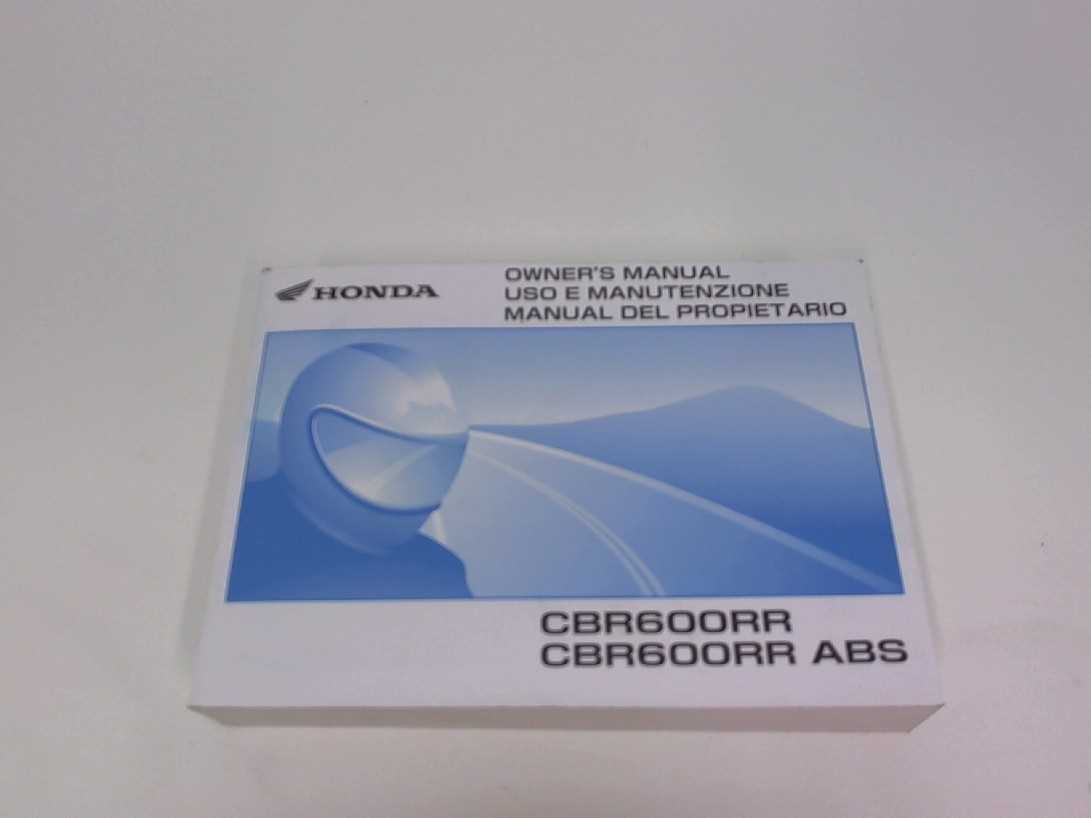 HONDA
OWNER'S MANUAL
USO E MANUTENZIONE
MANUAL DEL PROPIETARIO
CBR600RR
CBR600RR ABS